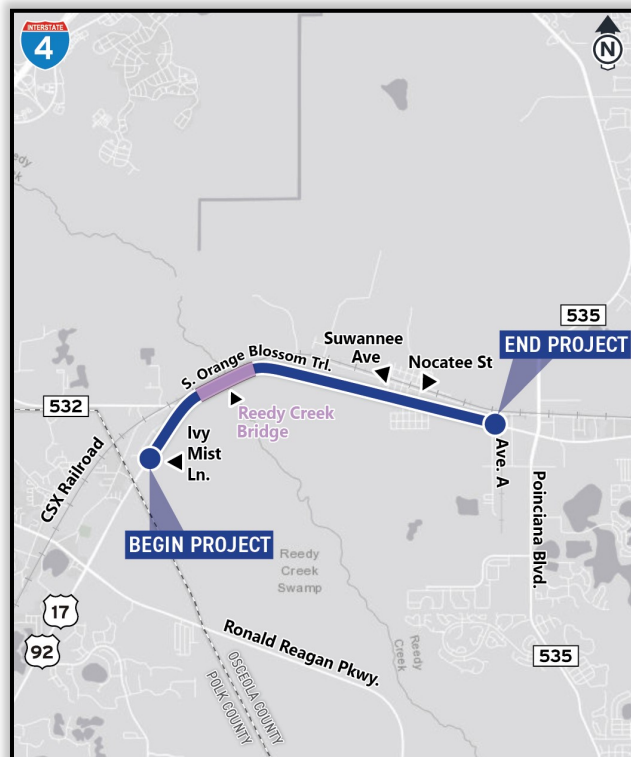 INTERSTATE
4
N
Reedy
Creek
535
END PROJECT
Suwannee
Ave
Nocatee St
S. Orange Blossom Trl.
532
Reedy Creek
Bridge
Ivy
Mist
Ln.
CSX Railroad
Ave. A
Poinciana Blvd.
BEGIN PROJECT
Reedy
Creek
Swamp
17
92
Ronald Reagan Pkwy.
Reedy
Creek
535
OSCEOLA COUNTY
POLK COUNTY